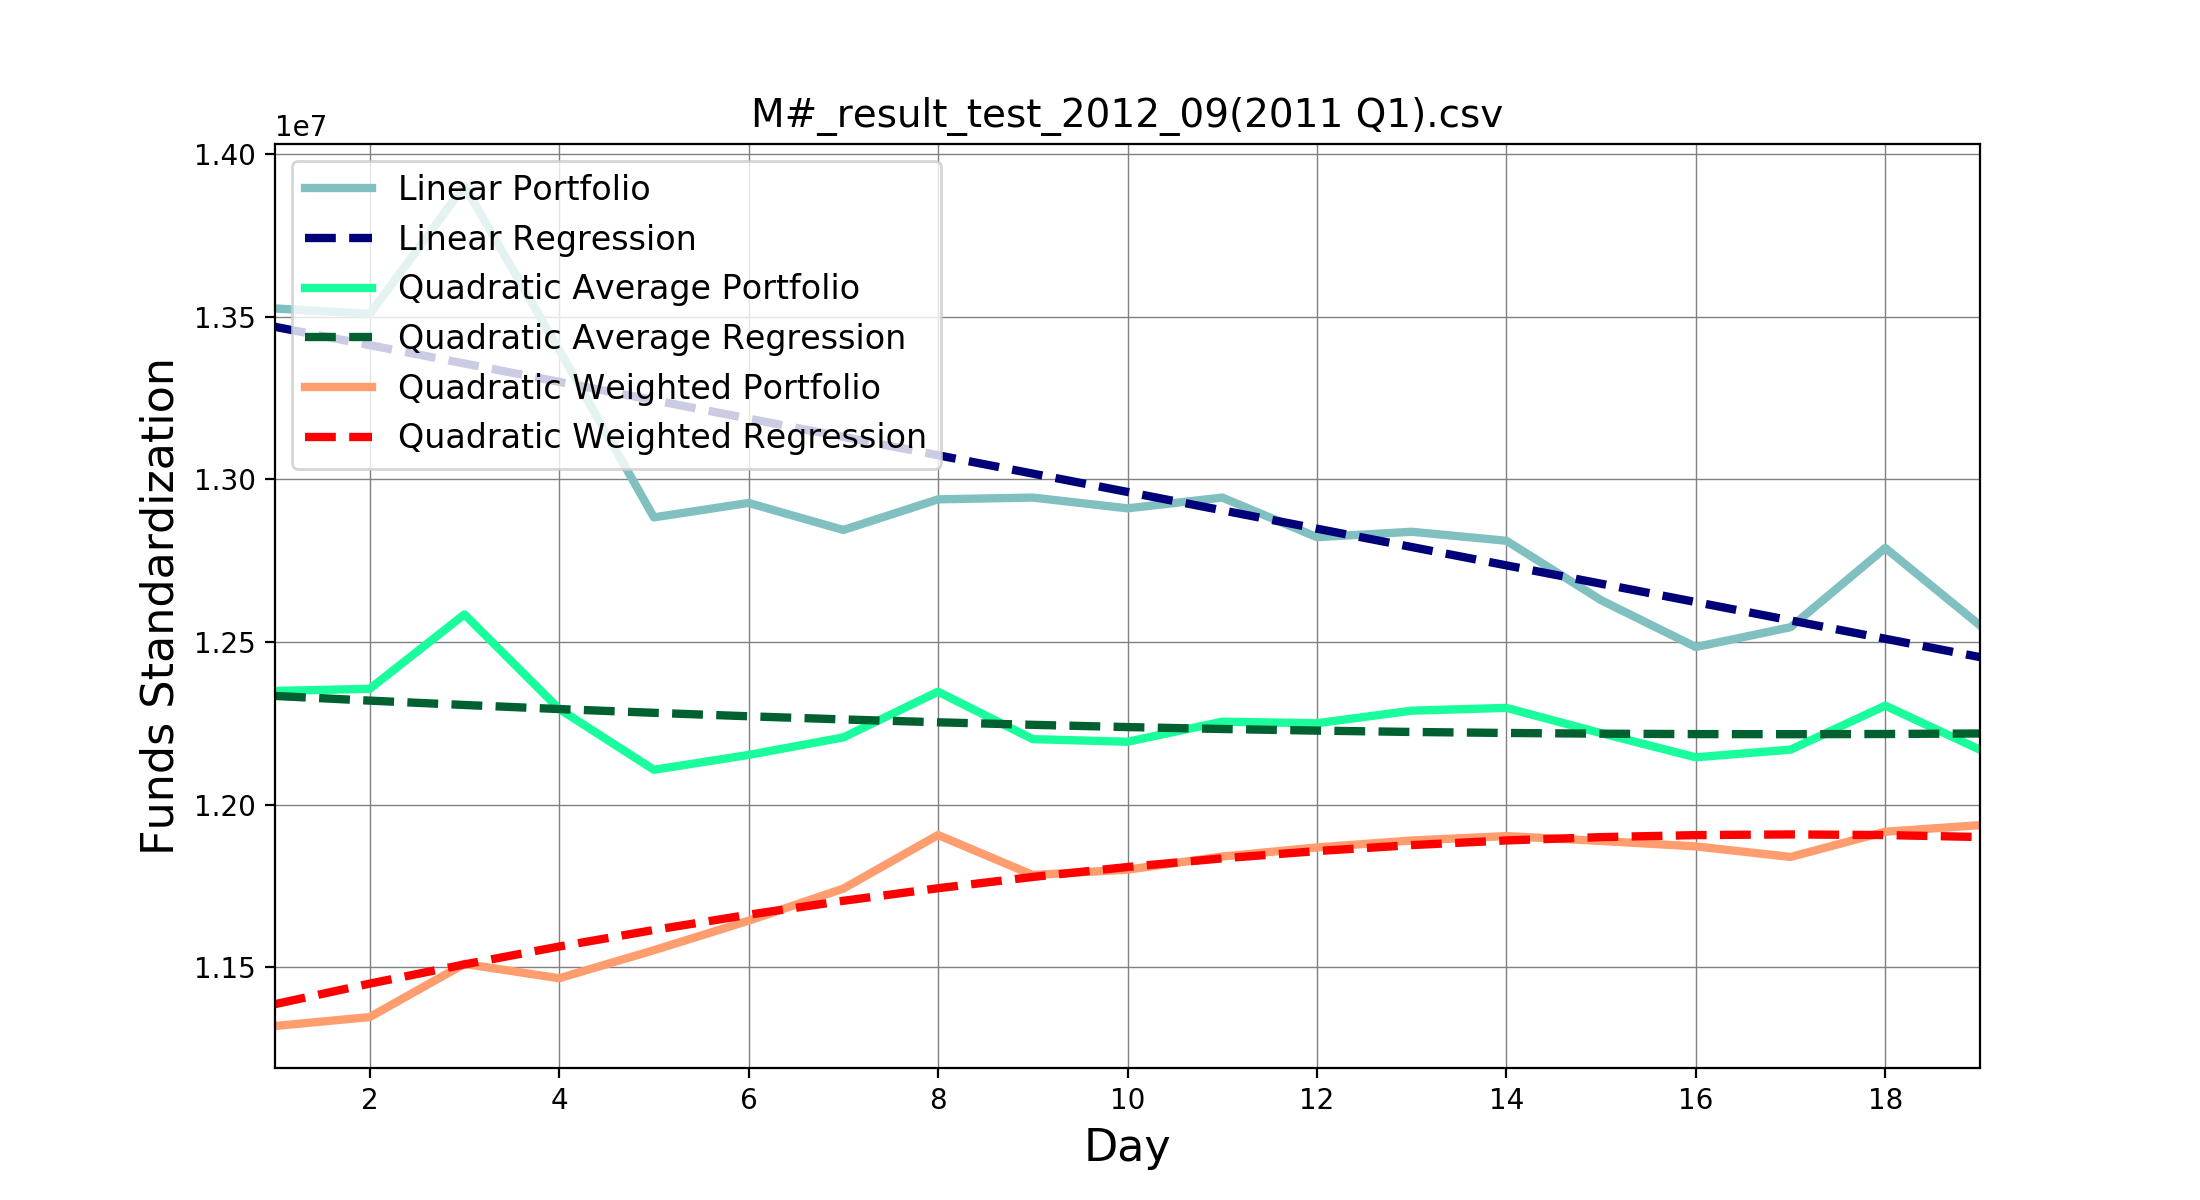 M#_result_test_2012_09(2011 Q1).csv
1e7
1.40
1.35
1.30
1.25
1.20
1.15
Funds Standardization
Linear Portfolio
Linear Regression
Quadratic Average Portfolio
Quadratic Average Regression
Quadratic Weighted Portfolio
Quadratic Weighted Regression
2 4 6 8 10 12 14 16 18
Day